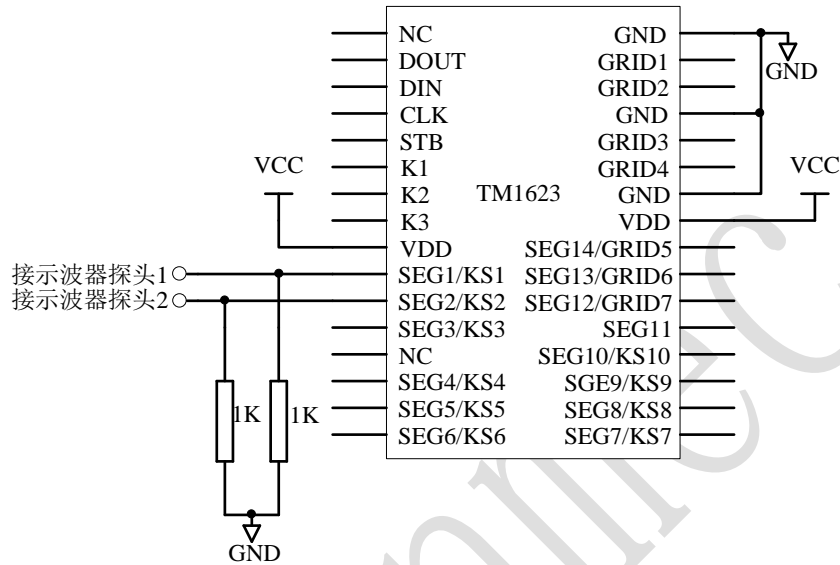 NC
DOUT
DIN
CLK
STB
K1
K2
K3
VDD
SEG1/KS1
SEG2/KS2
SEG3/KS3
NC
SEG4/KS4
SEG5/KS5
SEG6/KS6
TM1623
GND
GRID1
GRID2
GND
GRID3
GRID4
GND
VDD
SEG14/GRID5
SEG13/GRID6
SEG12/GRID7
SEG11
SEG10/KS10
SGE9/KS9
SEG8/KS8
SEG7/KS7
GND
VCC
VCC
接示波器探头1
接示波器探头2
1K
1K
GND